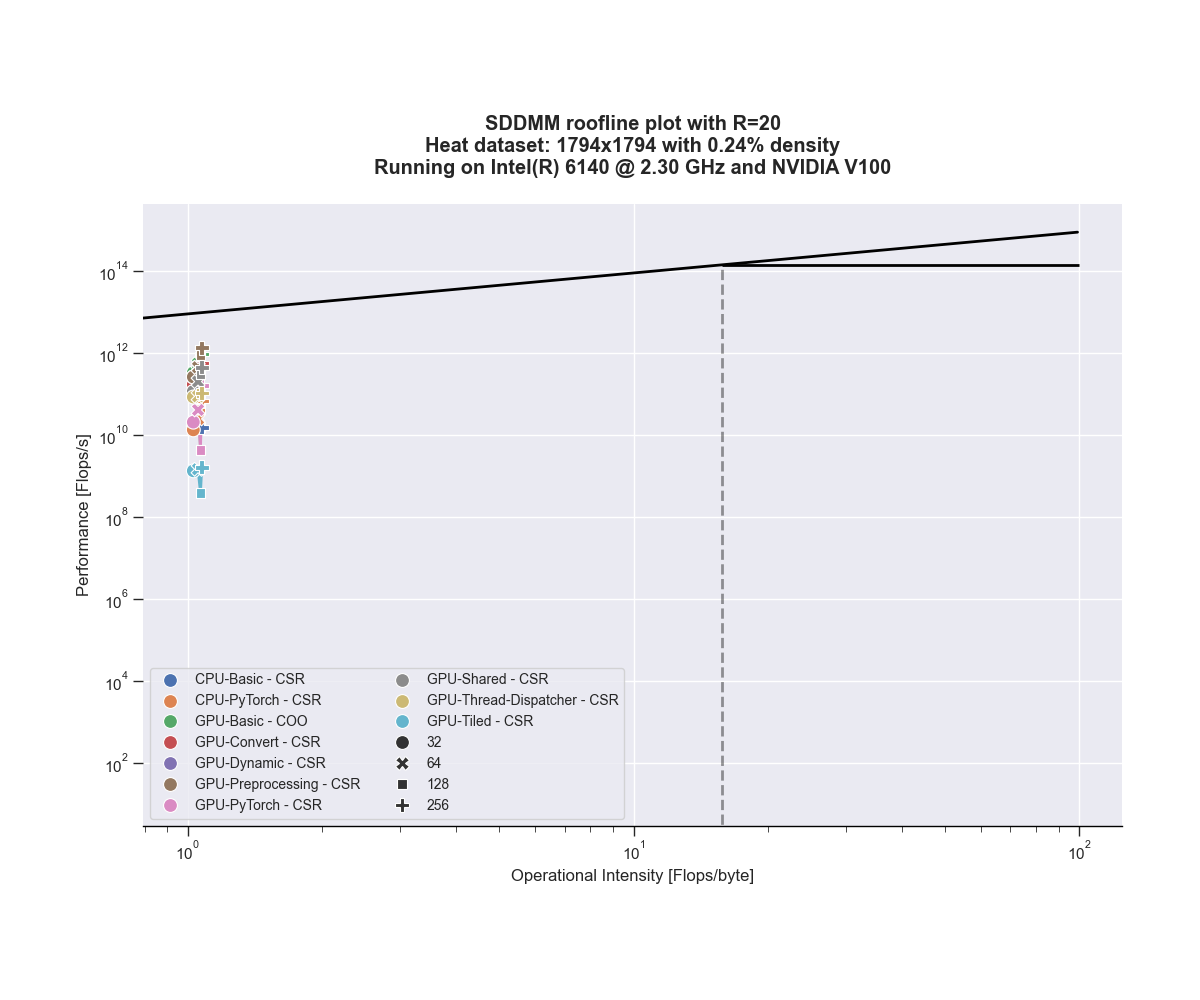 SDDMM roofline plot with R=20
Heat dataset: 1794x1794 with 0.24% density
Running on Intel(R) 6140 @ 2.30 GHz and NVIDIA V100
Performance [Flops/s]
10^14
10^12
10^10
10^8
10^6
10^4
10^2
CPU-Basic - CSR
CPU-PyTorch - CSR
GPU-Basic - COO
GPU-Convert - CSR
GPU-Dynamic - CSR
GPU-Preprocessing - CSR
GPU-PyTorch - CSR
GPU-Shared - CSR
GPU-Thread-Dispatcher - CSR
GPU-Tiled - CSR
32
64
128
256
10^0
10^1
10^2
Operational Intensity [Flops/byte]